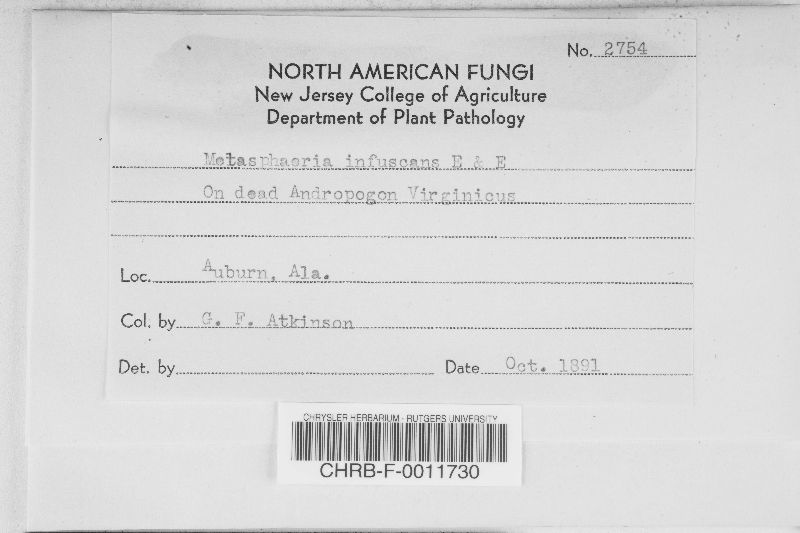 No. 2754
NORTH AMERICAN FUNGI
New Jersey College of Agriculture
Department of Plant Pathology
Metasphaeria infuscans E & E
On dead Andropogon Virginicus
Loc. Auburn, Ala.
Col. by G. F. Atkinson
Det. by Date Oct. 1891
CHRYSLER HERBARIUM - RUTGERS UNIVERSITY
CHRB-F-0011730